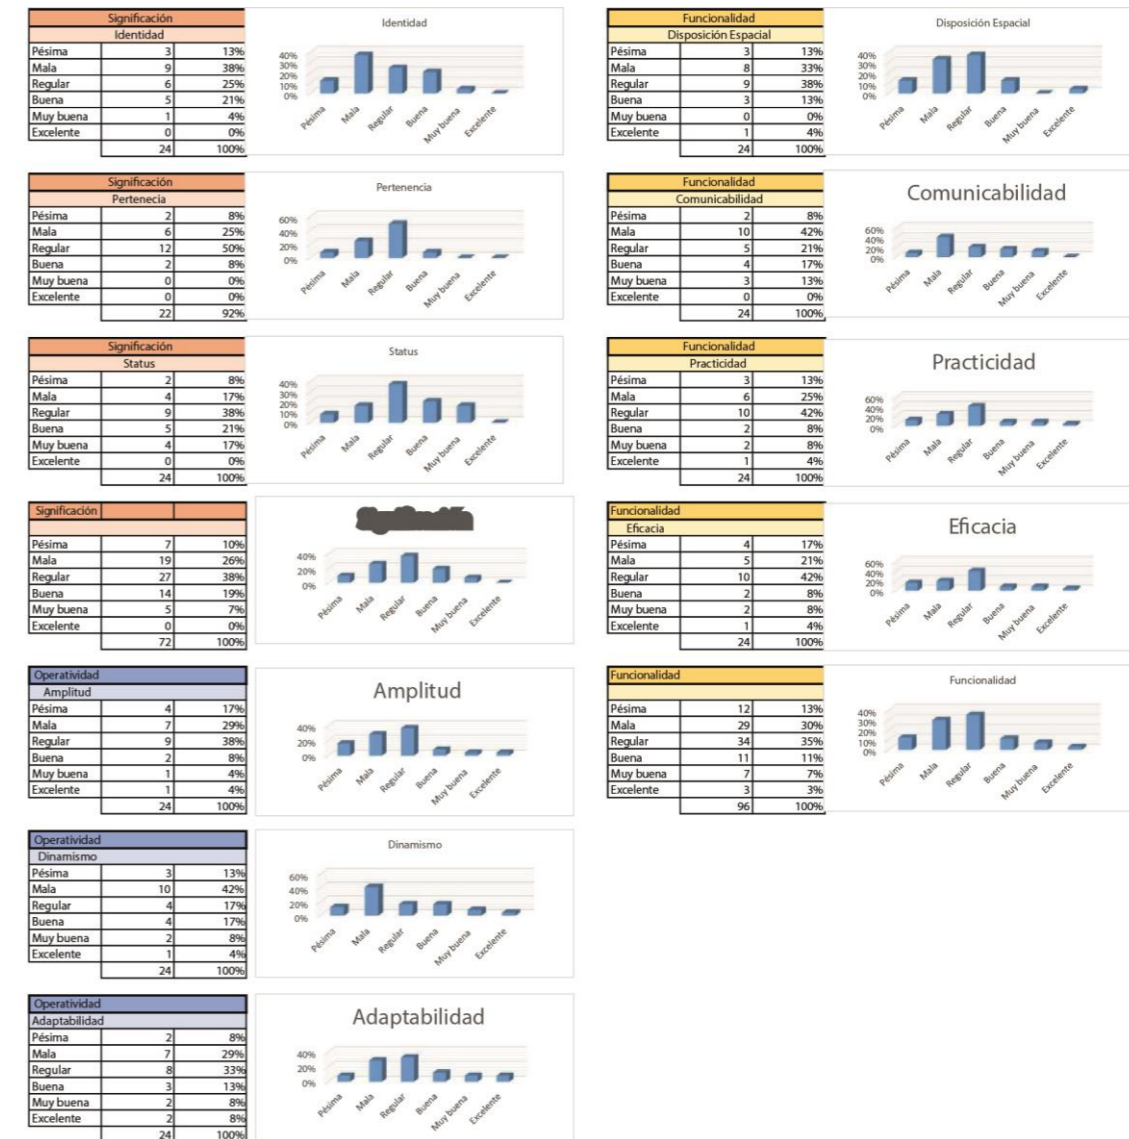 Significación
Identidad
Pésima 3 13%
Mala 9 38%
Regular 6 25%
Buena 5 21%
Muy buena 1 4%
Excelente 0 0%
24 100%
Identidad
40%
30%
20%
10%
0%
Pésima Mala Regular Buena Muy buena Excelente
Significación
Pertenecia
Pésima 2 8%
Mala 6 25%
Regular 12 50%
Buena 2 8%
Muy buena 0 0%
Excelente 0 0%
22 92%
Pertenencia
60%
40%
20%
0%
Pésima Mala Regular Buena Muy buena Excelente
Significación
Status
Pésima 2 8%
Mala 4 17%
Regular 9 38%
Buena 5 21%
Muy buena 4 17%
Excelente 0 0%
24 100%
Status
40%
30%
20%
10%
0%
Pésima Mala Regular Buena Muy buena Excelente
Significación
Pésima 7 10%
Mala 19 26%
Regular 27 38%
Buena 14 19%
Muy buena 5 7%
Excelente 0 0%
72 100%
40%
20%
0%
Pésima Mala Regular Buena Muy buena Excelente
Operatividad
Amplitud
Pésima 4 17%
Mala 7 29%
Regular 9 38%
Buena 2 8%
Muy buena 1 4%
Excelente 1 4%
24 100%
Amplitud
40%
20%
0%
Pésima Mala Regular Buena Muy buena Excelente
Operatividad
Dinamismo
Pésima 3 13%
Mala 10 42%
Regular 4 17%
Buena 4 17%
Muy buena 2 8%
Excelente 1 4%
24 100%
Dinamismo
60%
40%
20%
0%
Pésima Mala Regular Buena Muy buena Excelente
Operatividad
Adaptabilidad
Pésima 2 8%
Mala 7 29%
Regular 8 33%
Buena 3 13%
Muy buena 2 8%
Excelente 2 8%
24 100%
Adaptabilidad
40%
20%
0%
Pésima Mala Regular Buena Muy buena Excelente
Funcionalidad
Disposición Espacial
Pésima 3 13%
Mala 8 33%
Regular 9 38%
Buena 3 13%
Muy buena 0 0%
Excelente 1 4%
24 100%
Disposición Espacial
40%
30%
20%
10%
0%
Pésima Mala Regular Buena Muy buena Excelente
Funcionalidad
Comunicabilidad
Pésima 2 8%
Mala 10 42%
Regular 5 21%
Buena 4 17%
Muy buena 3 13%
Excelente 0 0%
24 100%
Comunicabilidad
60%
40%
20%
0%
Pésima Mala Regular Buena Muy buena Excelente
Funcionalidad
Practicidad
Pésima 3 13%
Mala 6 25%
Regular 10 42%
Buena 2 8%
Muy buena 2 8%
Excelente 1 4%
24 100%
Practicidad
60%
40%
20%
0%
Pésima Mala Regular Buena Muy buena Excelente
Funcionalidad
Eficacia
Pésima 4 17%
Mala 5 21%
Regular 10 42%
Buena 2 8%
Muy buena 2 8%
Excelente 1 4%
24 100%
Eficacia
60%
40%
20%
0%
Pésima Mala Regular Buena Muy buena Excelente
Funcionalidad
Pésima 12 13%
Mala 29 30%
Regular 34 35%
Buena 11 11%
Muy buena 7 7%
Excelente 3 3%
96 100%
Funcionalidad
40%
30%
20%
10%
0%
Pésima Mala Regular Buena Muy buena Excelente